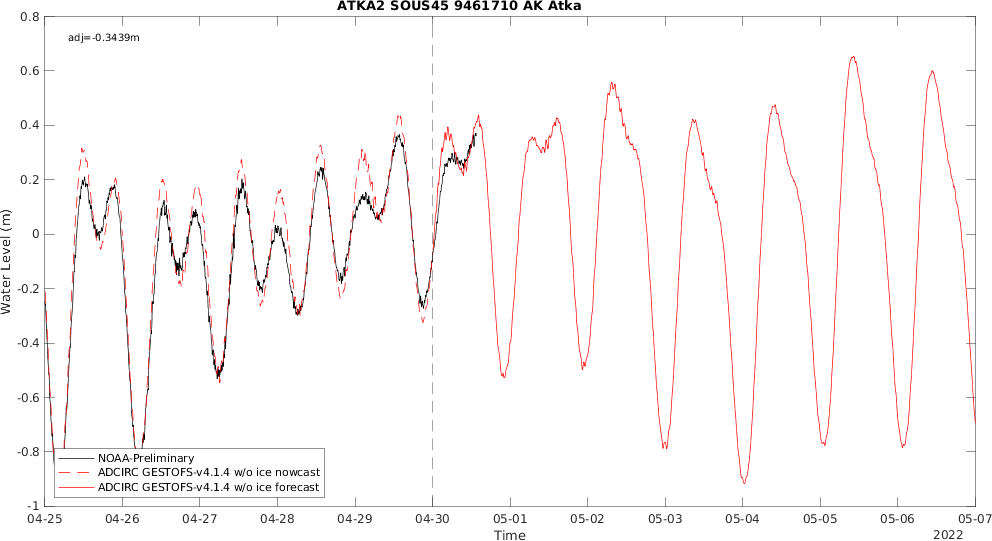 ATKA2 SOUS45 9461710 AK Atka
adj=-0.3439m
0.8
0.6
0.4
0.2
0
-0.2
-0.4
-0.6
-0.8
-1
Water Level (m)
NOAA-Preliminary
ADCIRC GESTOFS-v4.1.4 w/o ice nowcast
ADCIRC GESTOFS-v4.1.4 w/o ice forecast
04-25 04-26 04-27 04-28 04-29 04-30 05-01 05-02 05-03 05-04 05-05 05-06 05-07
Time
2022